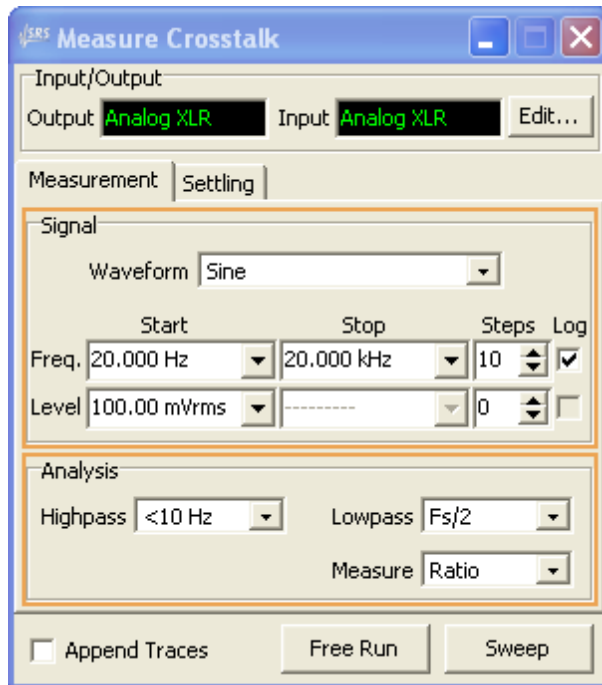 SRS Measure Crosstalk
Input/Output
Output Analog XLR Input Analog XLR Edit...
Measurement Settling
Signal
Waveform Sine
Start Stop Steps Log
Freq. 20.000 Hz 20.000 kHz 10
Level 100.00 mVrms --------- 0
Analysis
Highpass <10 Hz Lowpass Fs/2
Measure Ratio
Append Traces Free Run Sweep